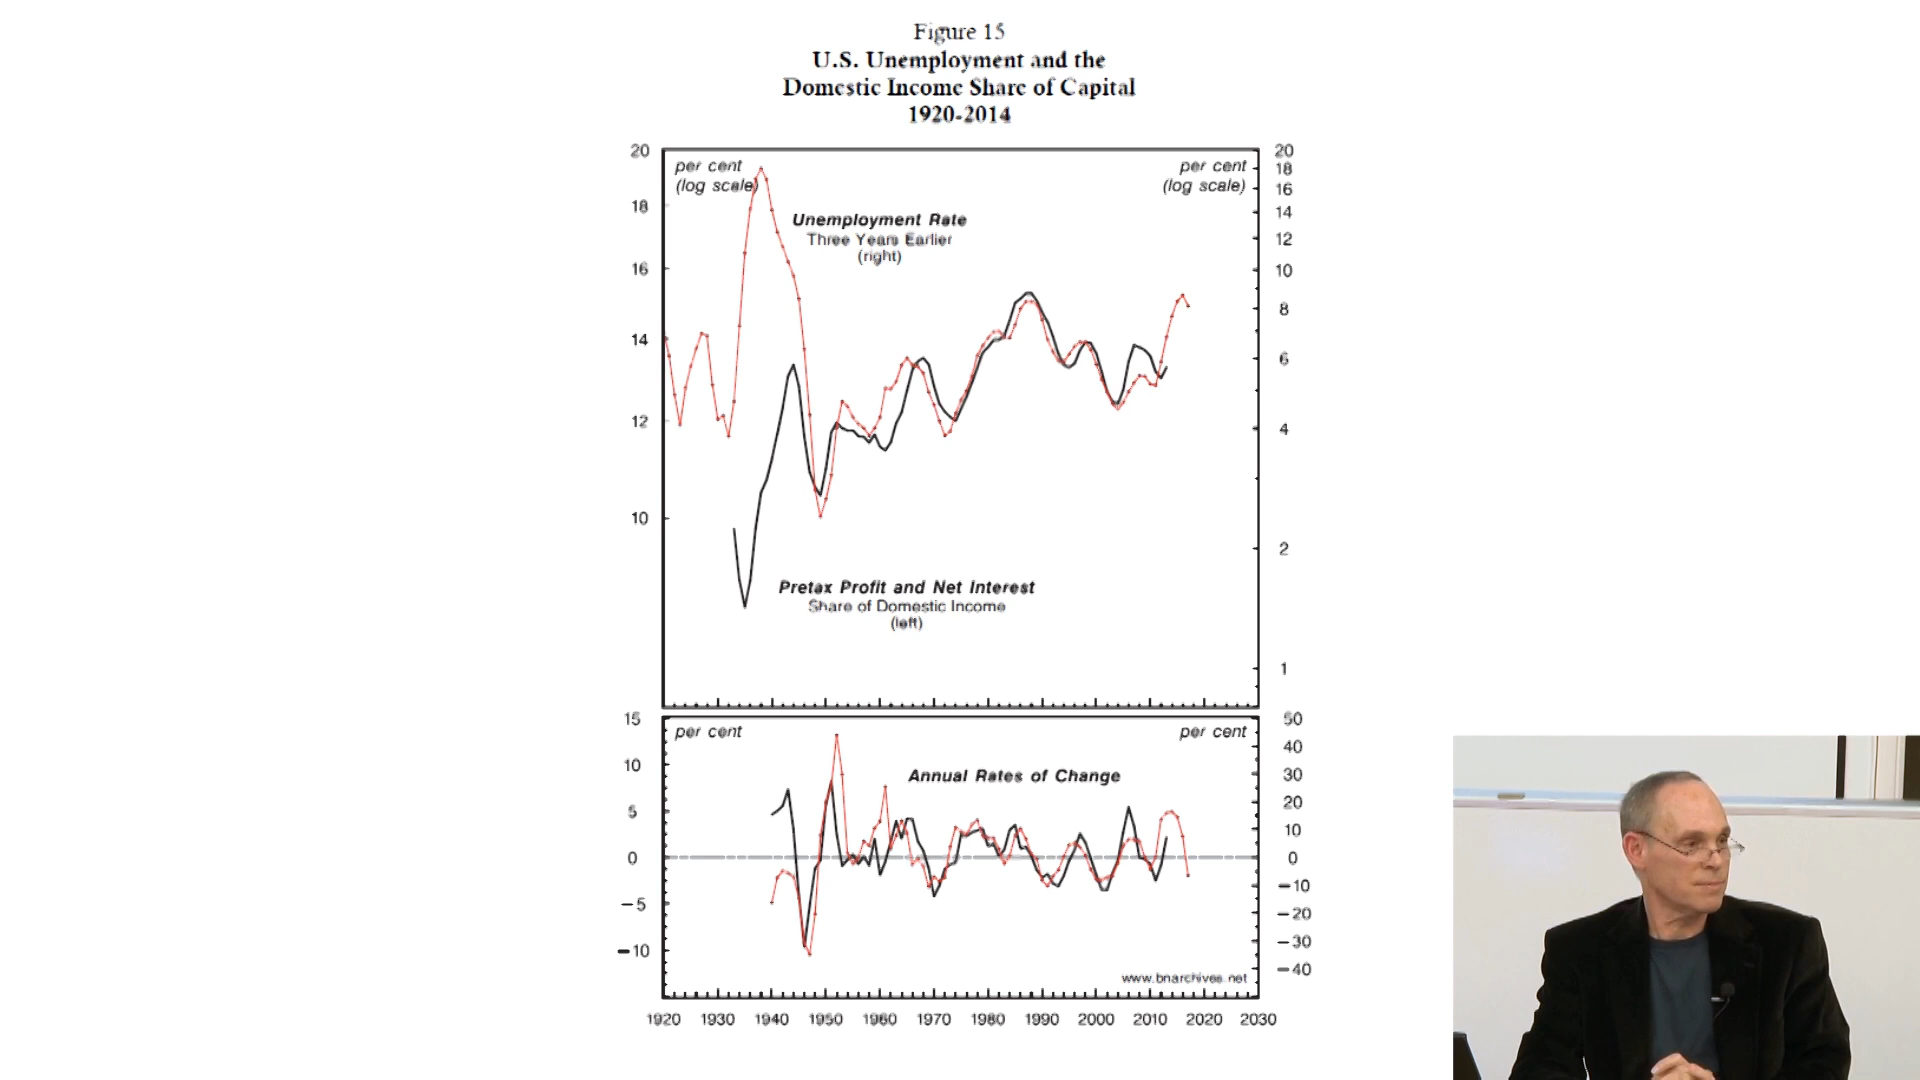 Figure 15
U.S. Unemployment and the
Domestic Income Share of Capital
1920-2014
per cent
(log scale)
per cent
(log scale)
20
18
16
14
12
10
20
18
16
14
12
10
8
6
4
2
1
Unemployment Rate
Three Years Earlier
(right)
Pretax Profit and Net Interest
Share of Domestic Income
(left)
per cent
per cent
Annual Rates of Change
15
10
5
0
−5
−10
50
40
30
20
10
0
−10
−20
−30
−40
www.bnarchives.net
1920 1930 1940 1950 1960 1970 1980 1990 2000 2010 2020 2030